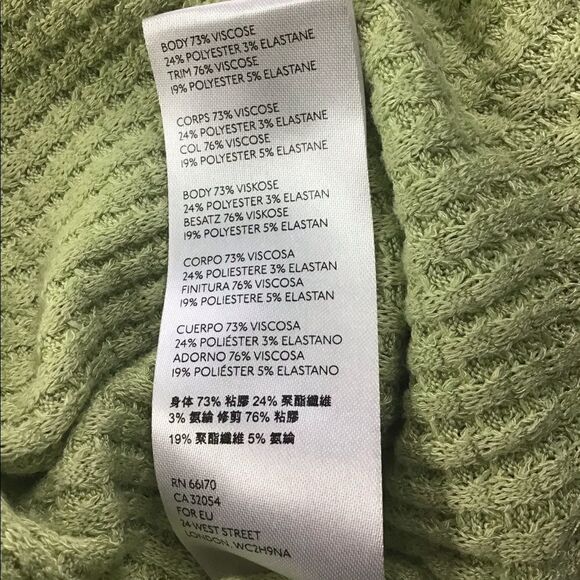 BODY 73% VISCOSE
24% POLYESTER 3% ELASTANE
TRIM 76% VISCOSE
19% POLYESTER 5% ELASTANE
CORPS 73% VISCOSE
24% POLYESTER 3% ELASTANE
COL 76% VISCOSE
19% POLYESTER 5% ELASTANE
BODY 73% VISKOSE
24% POLYESTER 3% ELASTAN
BESATZ 76% VISKOSE
19% POLYESTER 5% ELASTAN
CORPO 73% VISCOSA
24% POLIESTERE 3% ELASTAN
FINITURA 76% VISCOSA
19% POLIESTERE 5% ELASTAN
CUERPO 73% VISCOSA
24% POLIÉSTER 3% ELASTANO
ADORNO 76% VISCOSA
19% POLIÉSTER 5% ELASTANO
身体 73% 粘膠 24% 聚酯纖維
3% 氨綸 修剪 76% 粘膠
19% 聚酯纖維 5% 氨綸
RN 66170
CA 32054
FOR EU
24 WEST STREET
LONDON, WC2H9NA